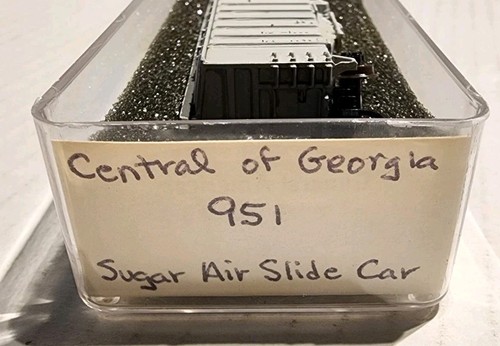 Central of Georgia
951
Sugar Air Slide Car